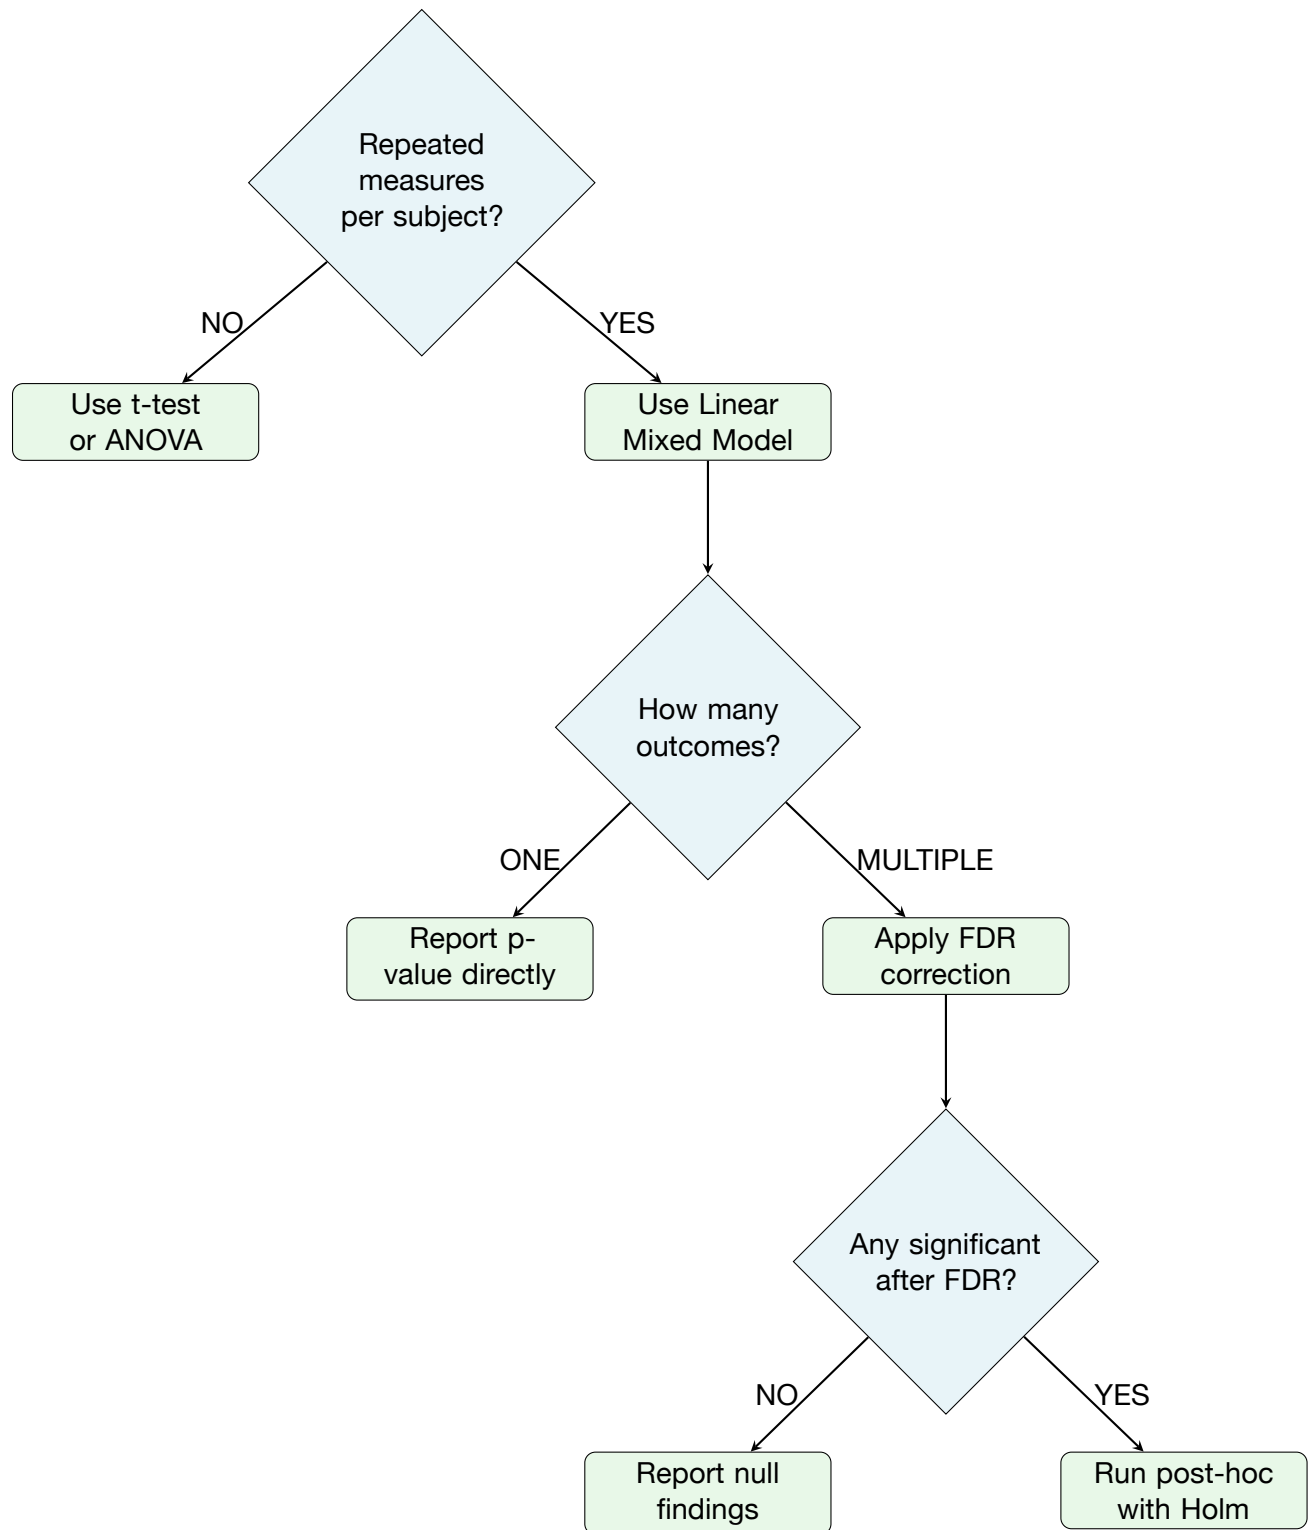 Repeated
measures
per subject?
NO
YES
Use t-test
or ANOVA
Use Linear
Mixed Model
How many
outcomes?
ONE
MULTIPLE
Report p-
value directly
Apply FDR
correction
Any significant
after FDR?
NO
YES
Report null
findings
Run post-hoc
with Holm